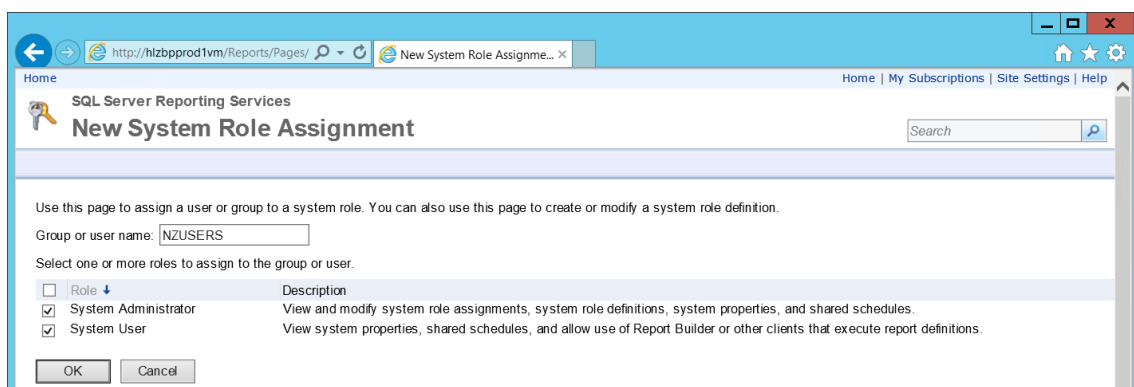 X
http://hlzbpprod1vm/Reports/Pages/
New System Role Assignme... ×
Home
Home | My Subscriptions | Site Settings | Help
SQL Server Reporting Services
New System Role Assignment
Search
Use this page to assign a user or group to a system role. You can also use this page to create or modify a system role definition.
Group or user name: NZUSERS
Select one or more roles to assign to the group or user.
Role Description
System Administrator View and modify system role assignments, system role definitions, system properties, and shared schedules.
System User View system properties, shared schedules, and allow use of Report Builder or other clients that execute report definitions.
OK Cancel